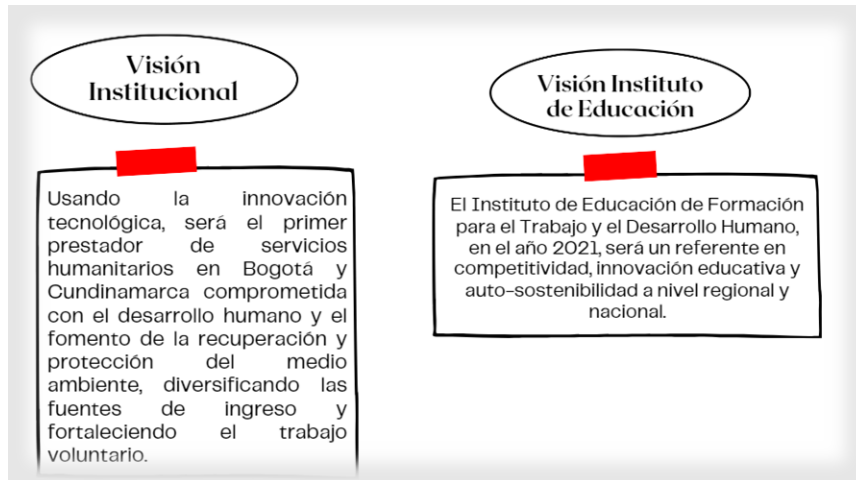 Visión
Institucional
Usando la innovación
tecnológica, será el primer
prestador de servicios
humanitarios en Bogotá y
Cundinamarca comprometida
con el desarrollo humano y el
fomento de la recuperación y
protección del medio
ambiente, diversificando las
fuentes de ingreso y
fortaleciendo el trabajo
voluntario.
Visión Instituto
de Educación
El Instituto de Educación de Formación
para el Trabajo y el Desarrollo Humano,
en el año 2021, será un referente en
competitividad, innovación educativa y
auto-sostenibilidad a nivel regional y
nacional.